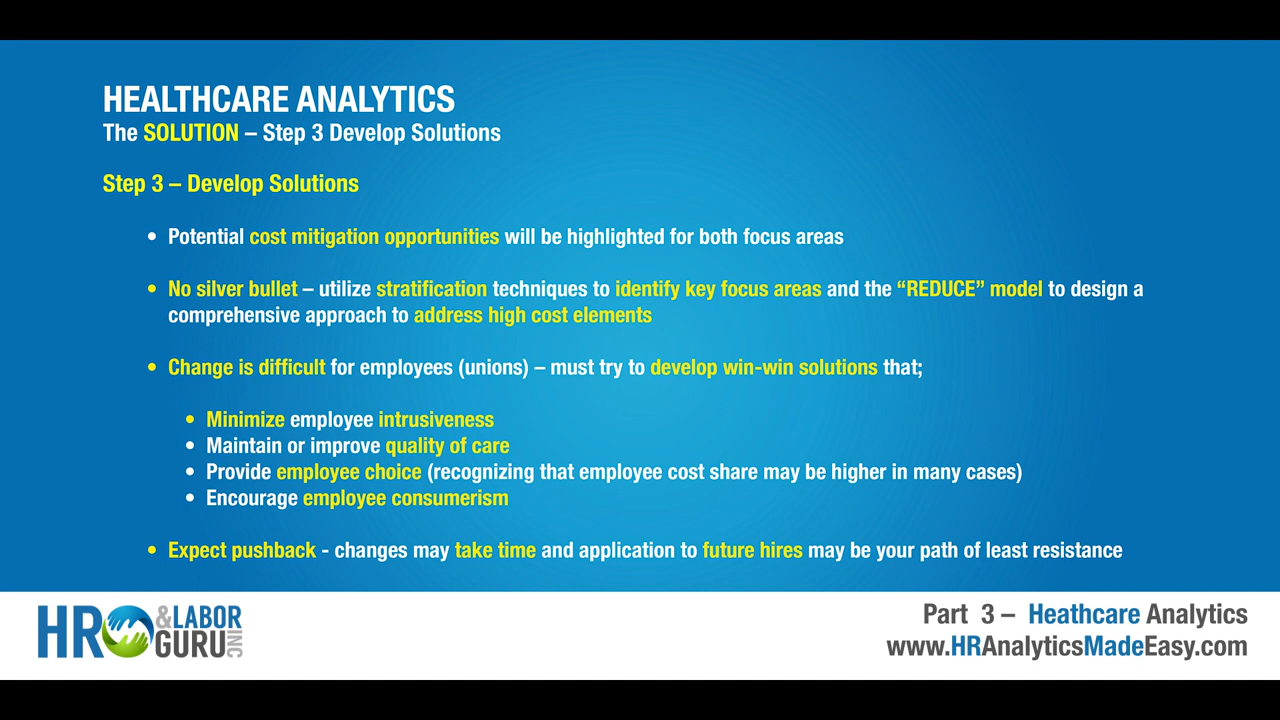 HEALTHCARE ANALYTICS
The SOLUTION – Step 3 Develop Solutions
Step 3 – Develop Solutions
• Potential cost mitigation opportunities will be highlighted for both focus areas
• No silver bullet – utilize stratification techniques to identify key focus areas and the “REDUCE” model to design a
comprehensive approach to address high cost elements
• Change is difficult for employees (unions) – must try to develop win-win solutions that;
• Minimize employee intrusiveness
• Maintain or improve quality of care
• Provide employee choice (recognizing that employee cost share may be higher in many cases)
• Encourage employee consumerism
• Expect pushback - changes may take time and application to future hires may be your path of least resistance
HR &LABOR
GURU INC
Part 3 – Heathcare Analytics
www.HRAnalyticsMadeEasy.com